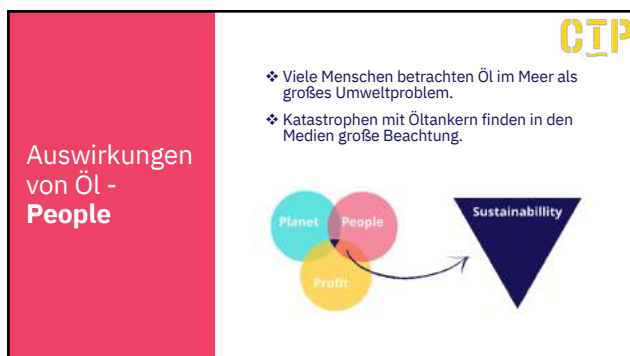 CTP
Auswirkungen
von Öl -
People
❖ Viele Menschen betrachten Öl im Meer als
großes Umweltproblem.
❖ Katastrophen mit Öltankern finden in den
Medien große Beachtung.
Planet
People
Profit
Sustainabillity